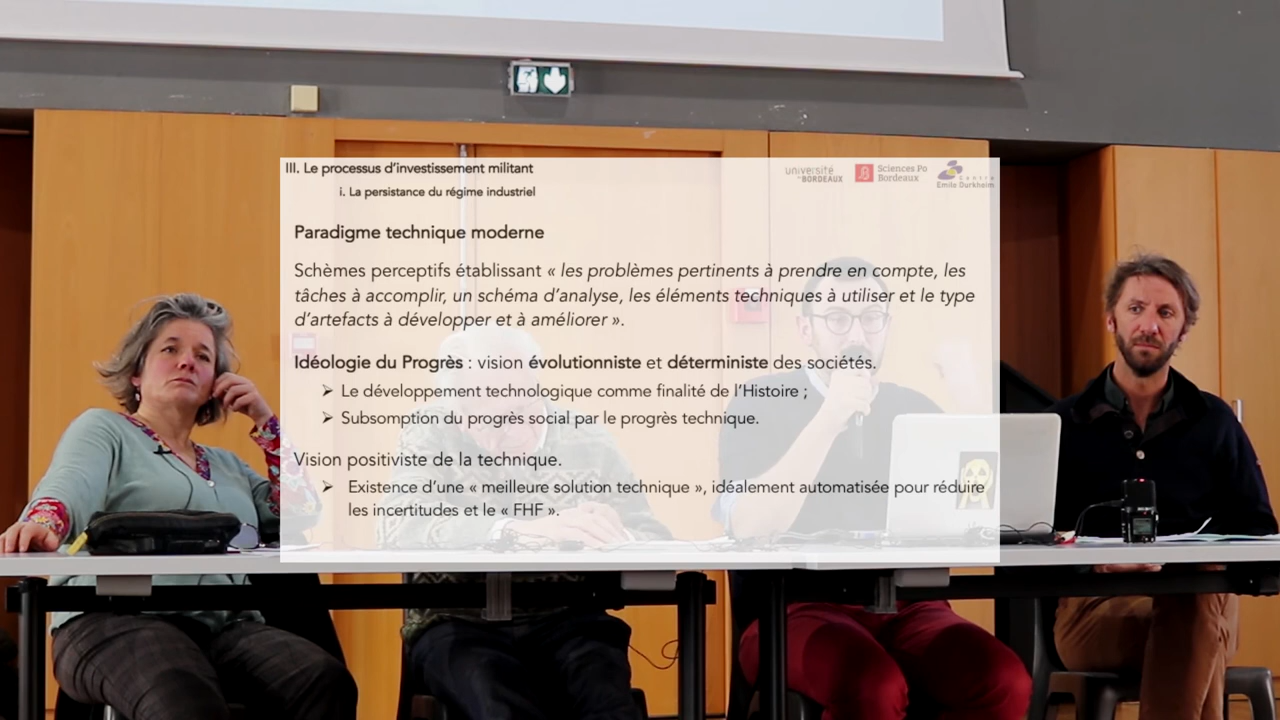 III. Le processus d'investissement militant
i. La persistance du régime industriel
université
de BORDEAUX
Sciences Po
Bordeaux
Centre
Emile Durkheim
Paradigme technique moderne
Schèmes perceptifs établissant « les problèmes pertinents à prendre en compte, les
tâches à accomplir, un schéma d'analyse, les éléments techniques à utiliser et le type
d'artefacts à développer et à améliorer ».
Idéologie du Progrès : vision évolutionniste et déterministe des sociétés.
➢ Le développement technologique comme finalité de l'Histoire ;
➢ Subsomption du progrès social par le progrès technique.
Vision positiviste de la technique.
➢ Existence d'une « meilleure solution technique », idéalement automatisée pour réduire
les incertitudes et le « FHF ».